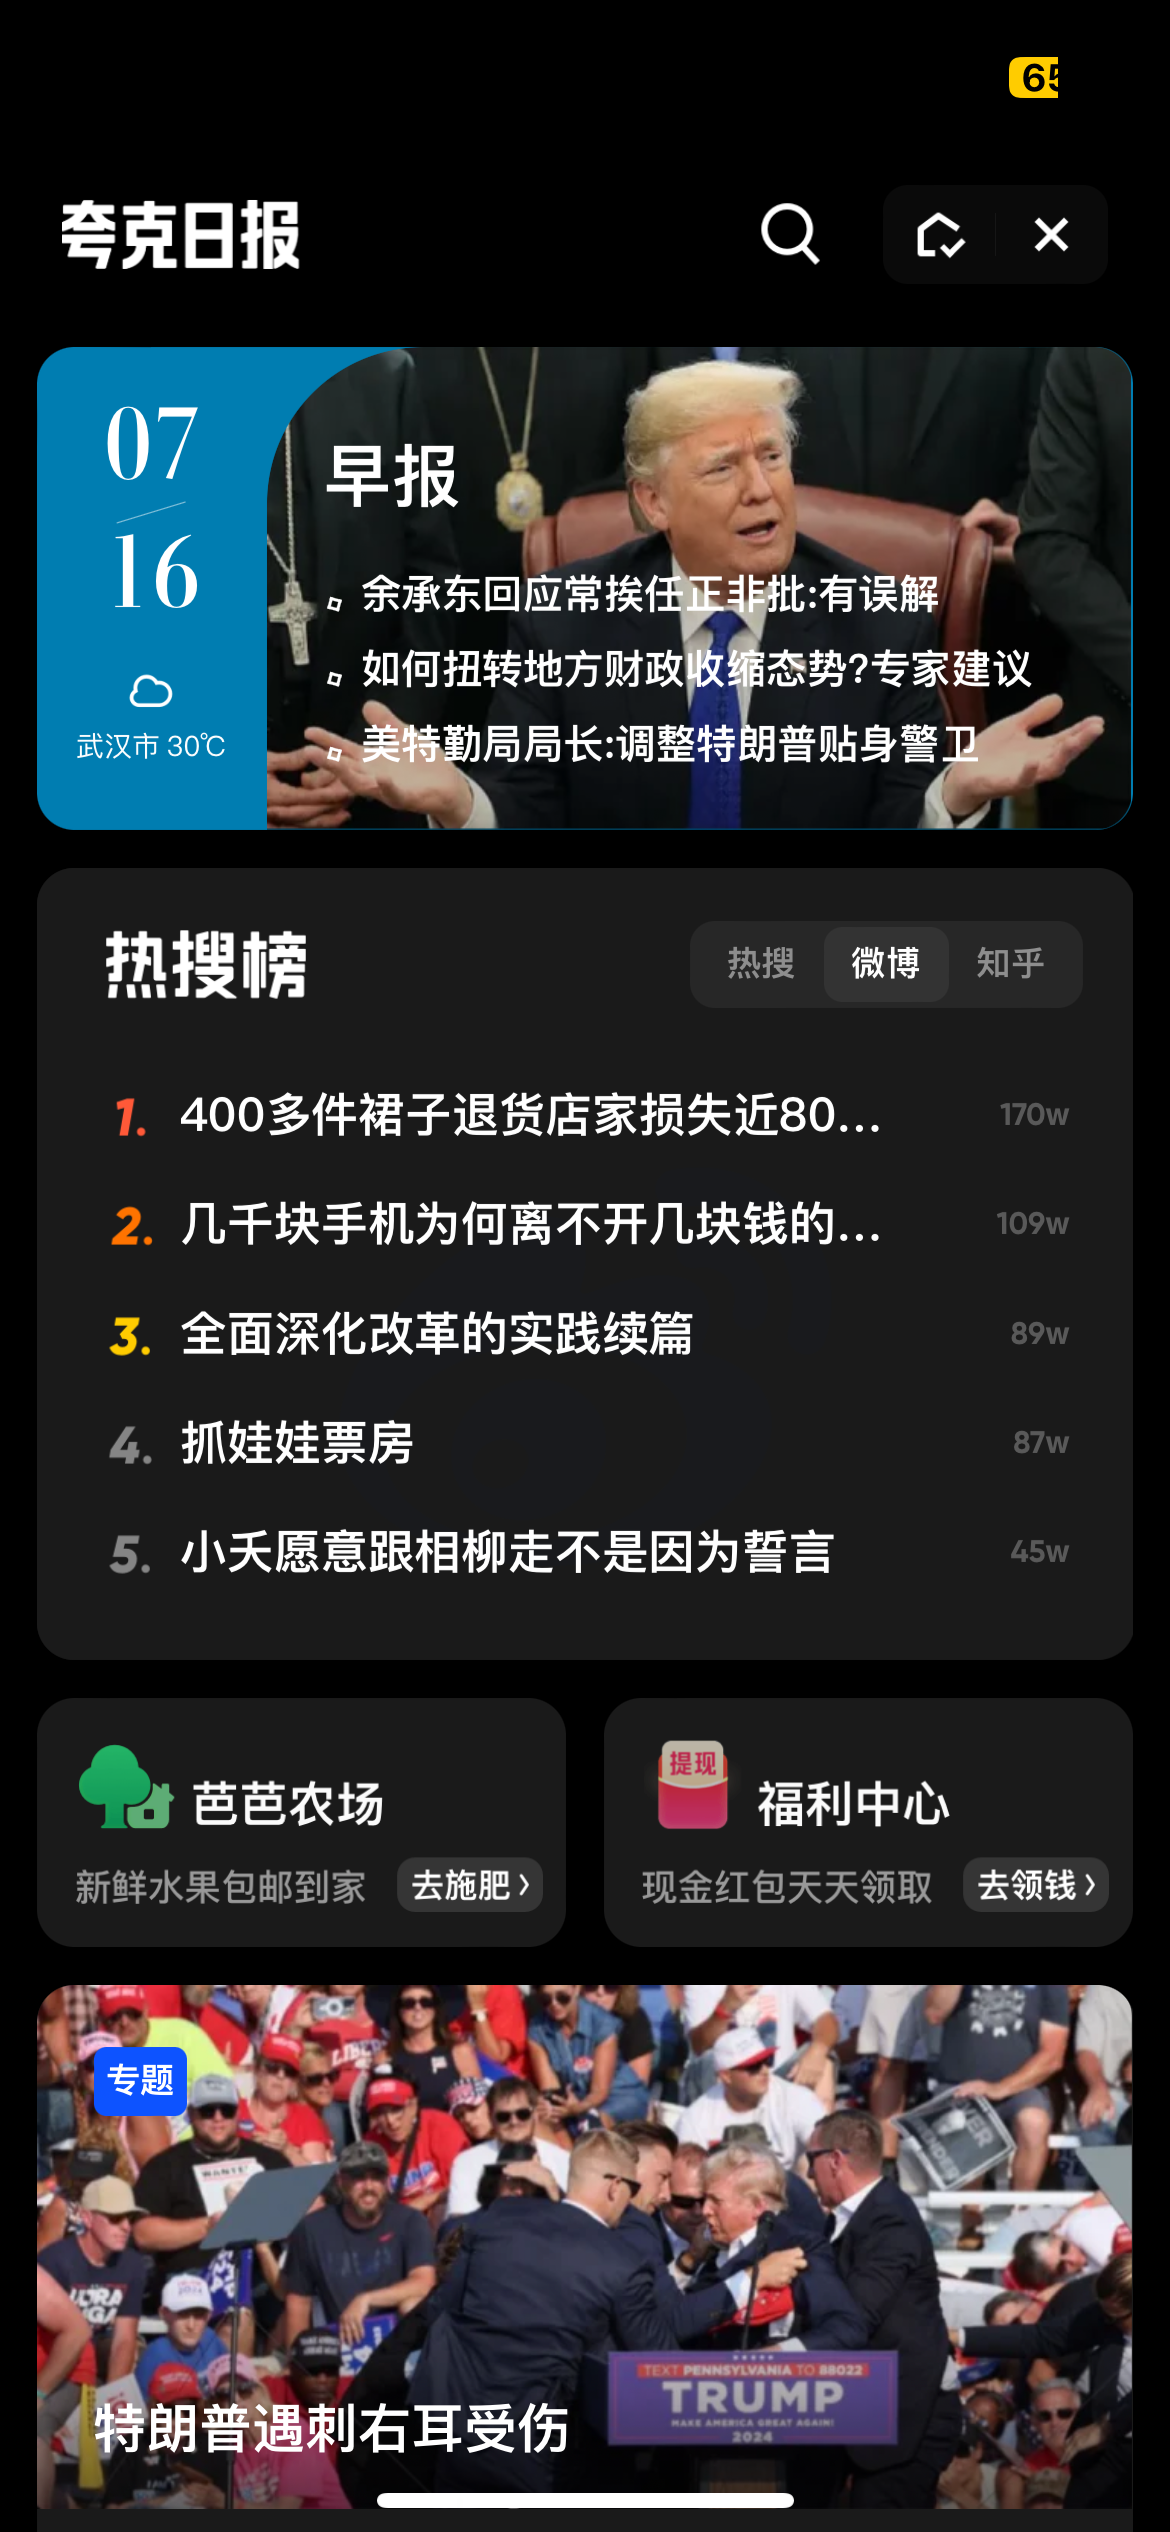 65
夸克日报
07
16
武汉市 30℃
早报
余承东回应常挨任正非批:有误解
如何扭转地方财政收缩态势?专家建议
美特勤局局长:调整特朗普贴身警卫
热搜榜
热搜 微博 知乎
1. 400多件裙子退货店家损失近80... 170w
2. 几千块手机为何离不开几块钱的... 109w
3. 全面深化改革的实践续篇 89w
4. 抓娃娃票房 87w
5. 小夭愿意跟相柳走不是因为誓言 45w
芭芭农场
新鲜水果包邮到家 去施肥 ›
提现
福利中心
现金红包天天领取 去领钱 ›
专题
TEXT PENNSYLVANIA TO 88022
TRUMP
MAKE AMERICA GREAT AGAIN!
2024
特朗普遇刺右耳受伤